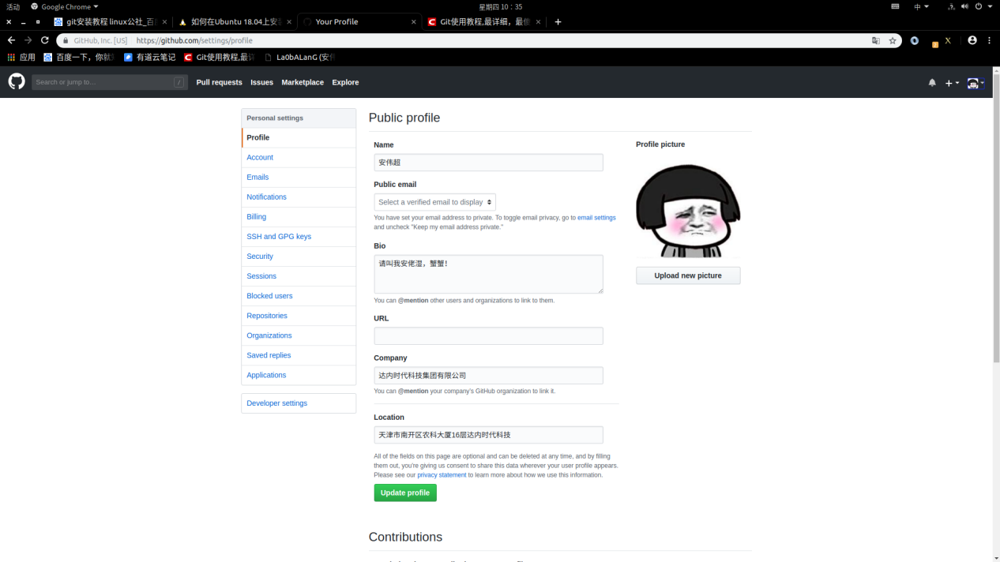 活动 Google Chrome 星期四 10：35 中
git安装教程 linux公社_百 如何在Ubuntu 18.04上安 Your Profile Git使用教程,最详细，最
GitHub, Inc. [US] https://github.com/settings/profile
应用 百度一下，你就 有道云笔记 Git使用教程,最详 La0bALanG (安
Search or jump to… / Pull requests Issues Marketplace Explore
Personal settings
Profile
Account
Emails
Notifications
Billing
SSH and GPG keys
Security
Sessions
Blocked users
Repositories
Organizations
Saved replies
Applications
Developer settings
Public profile
Name
安伟超
Public email
Select a verified email to display
You have set your email address to private. To toggle email privacy, go to email settings
and uncheck "Keep my email address private."
Bio
请叫我安佬湿，蟹蟹！
You can @mention other users and organizations to link to them.
URL
Company
达内时代科技集团有限公司
You can @mention your company's GitHub organization to link it.
Location
天津市南开区农科大厦16层达内时代科技
All of the fields on this page are optional and can be deleted at any time, and by filling
them out, you're giving us consent to share this data wherever your user profile appears.
Please see our privacy statement to learn more about how we use this information.
Update profile
Profile picture
Upload new picture
Contributions